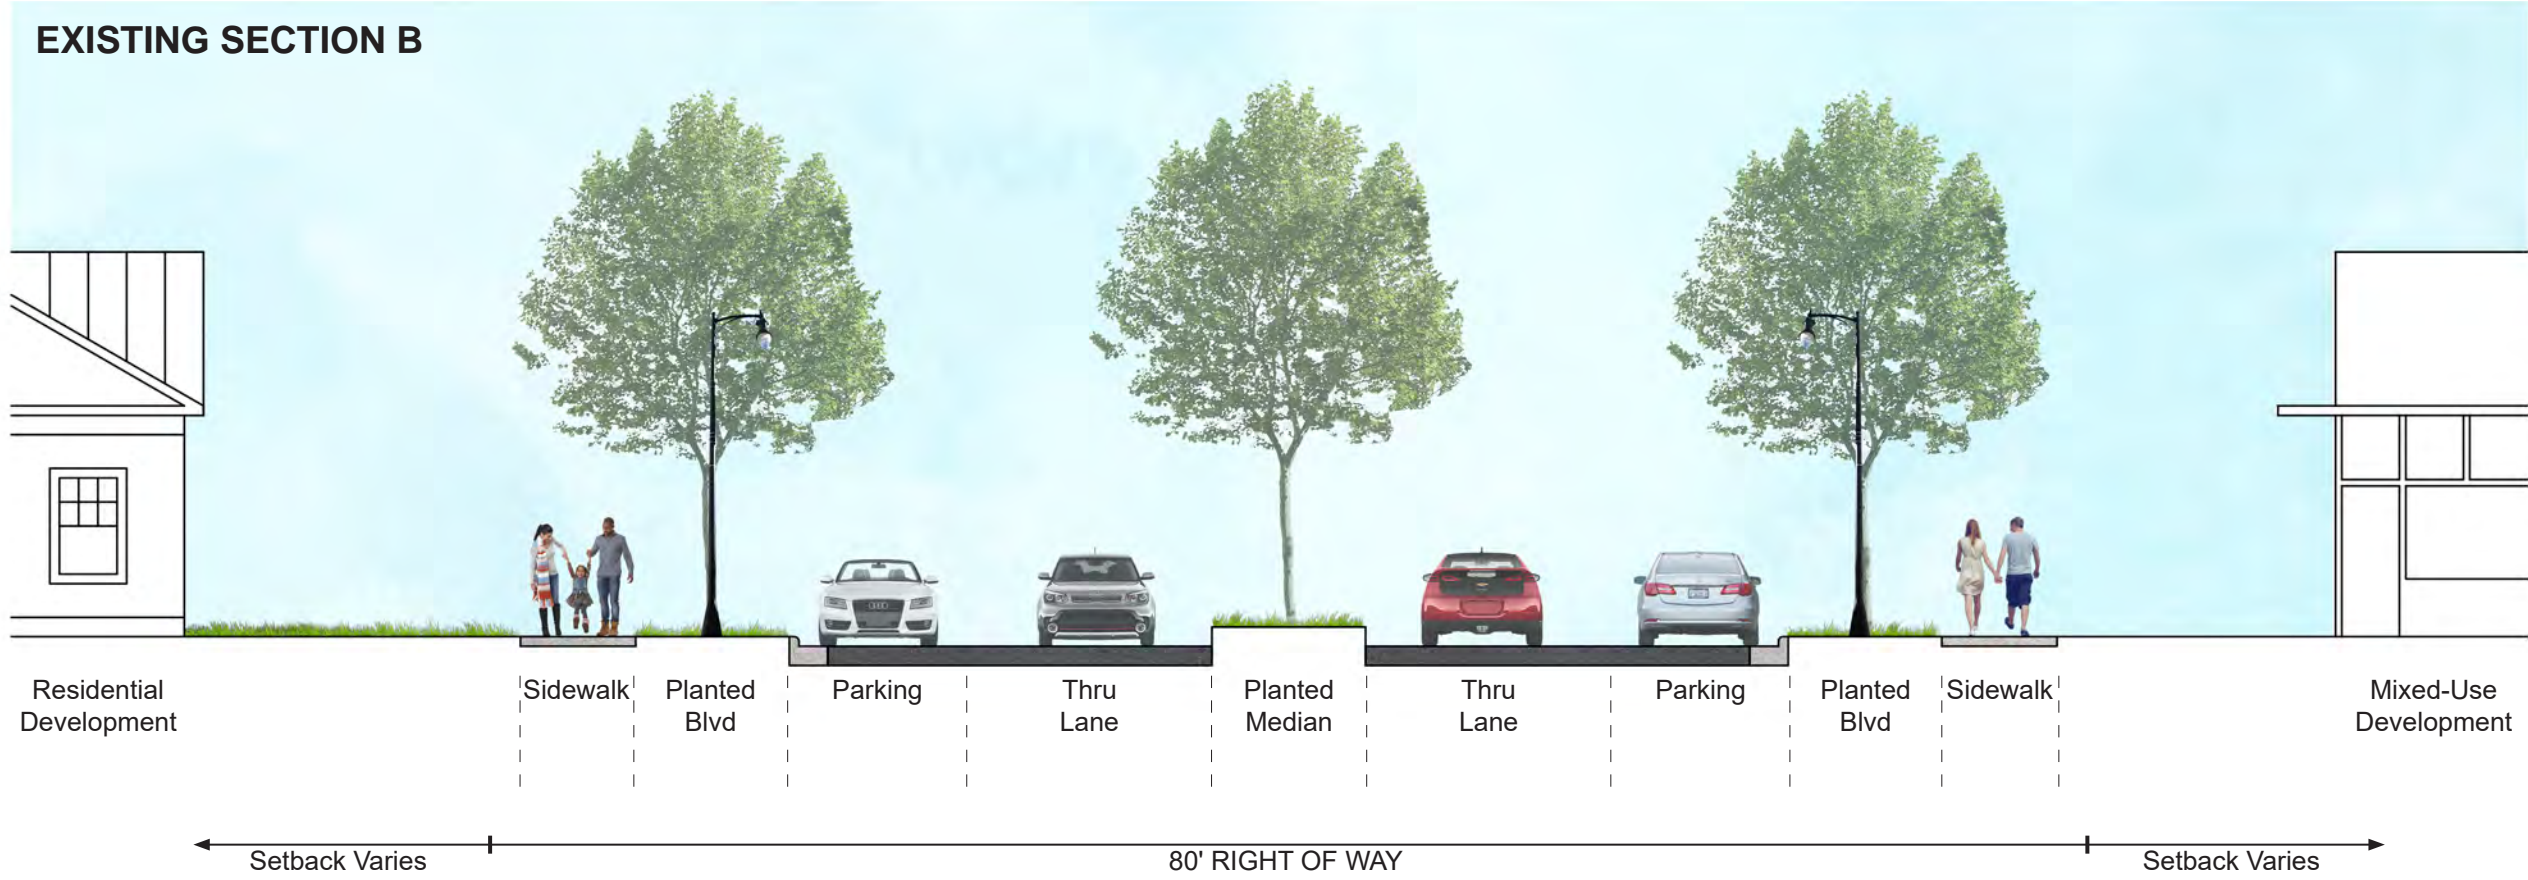 EXISTING SECTION B
Residential
Development
Sidewalk
Planted
Blvd
Parking
Thru
Lane
Planted
Median
Thru
Lane
Parking
Planted
Blvd
Sidewalk
Mixed-Use
Development
Setback Varies
80' RIGHT OF WAY
Setback Varies